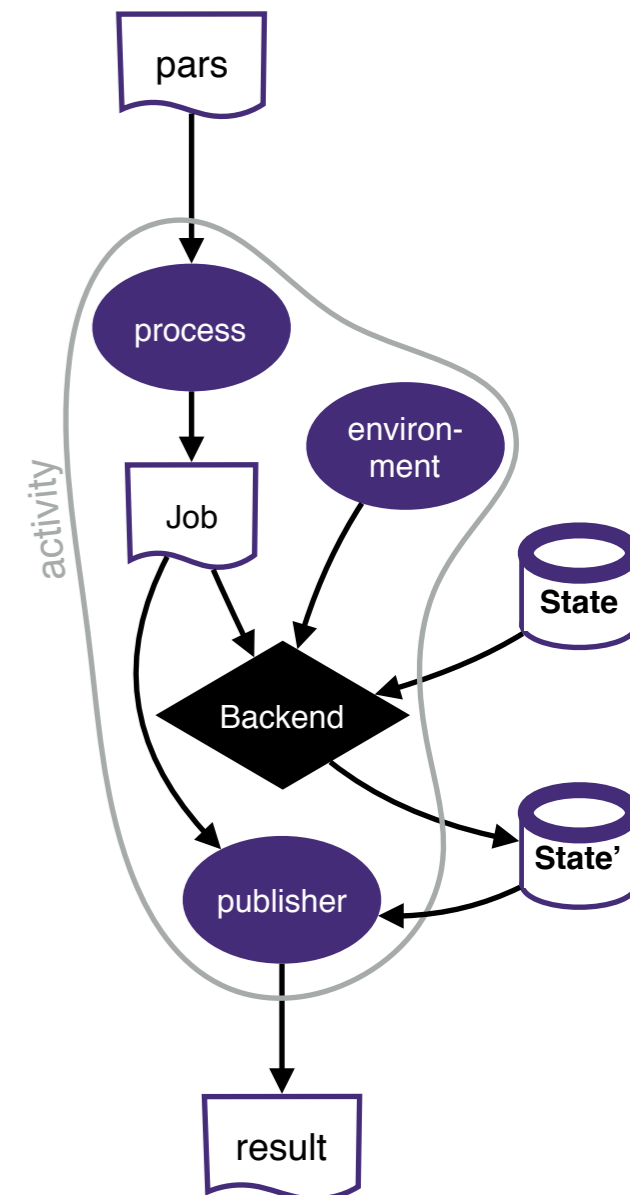 pars
process
environ-
ment
activity
Job
State
Backend
State’
publisher
result